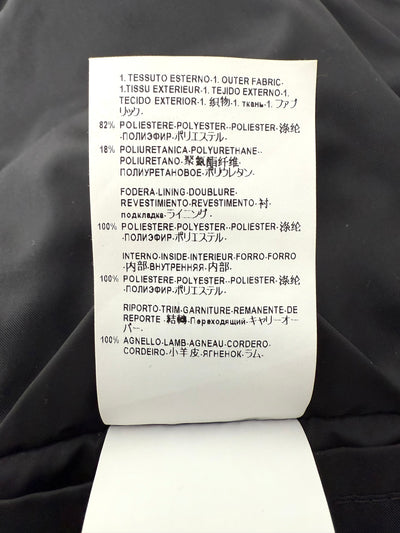 1. TESSUTO ESTERNO·1. OUTER FABRIC·
1.TISSU EXTERIEUR·1. TEJIDO EXTERNO·1.
TECIDO EXTERIOR·1. 织物·1. ткань·1. ファブ
リック·
82% POLIESTERE·POLYESTER··POLIESTER·涤纶
·ПОЛИЭФИР·ポリエステル·
18% POLIURETANICA·POLYURETHANE··
POLIURETANO·聚氨酯纤维·
ПОЛИУРЕТАНОВОЕ·ポリウレタン·
FODERA·LINING·DOUBLURE·
REVESTIMIENTO·REVESTIMENTO·衬·
подкладка·ライニング·
100% POLIESTERE·POLYESTER··POLIESTER·涤纶
·ПОЛИЭФИР·ポリエステル·
INTERNO·INSIDE·INTERIEUR·FORRO·FORRO
·内部·ВНУТРЕННЯЯ·内部·
100% POLIESTERE·POLYESTER··POLIESTER·涤纶
·ПОЛИЭФИР·ポリエステル·
RIPORTO·TRIM·GARNITURE·REMANENTE·DE
REPORTE·結轉·Переходящий·キャリーオー
バー·
100% AGNELLO·LAMB·AGNEAU·CORDERO·
CORDEIRO·小羊皮·ЯГНЕНОК·ラム·